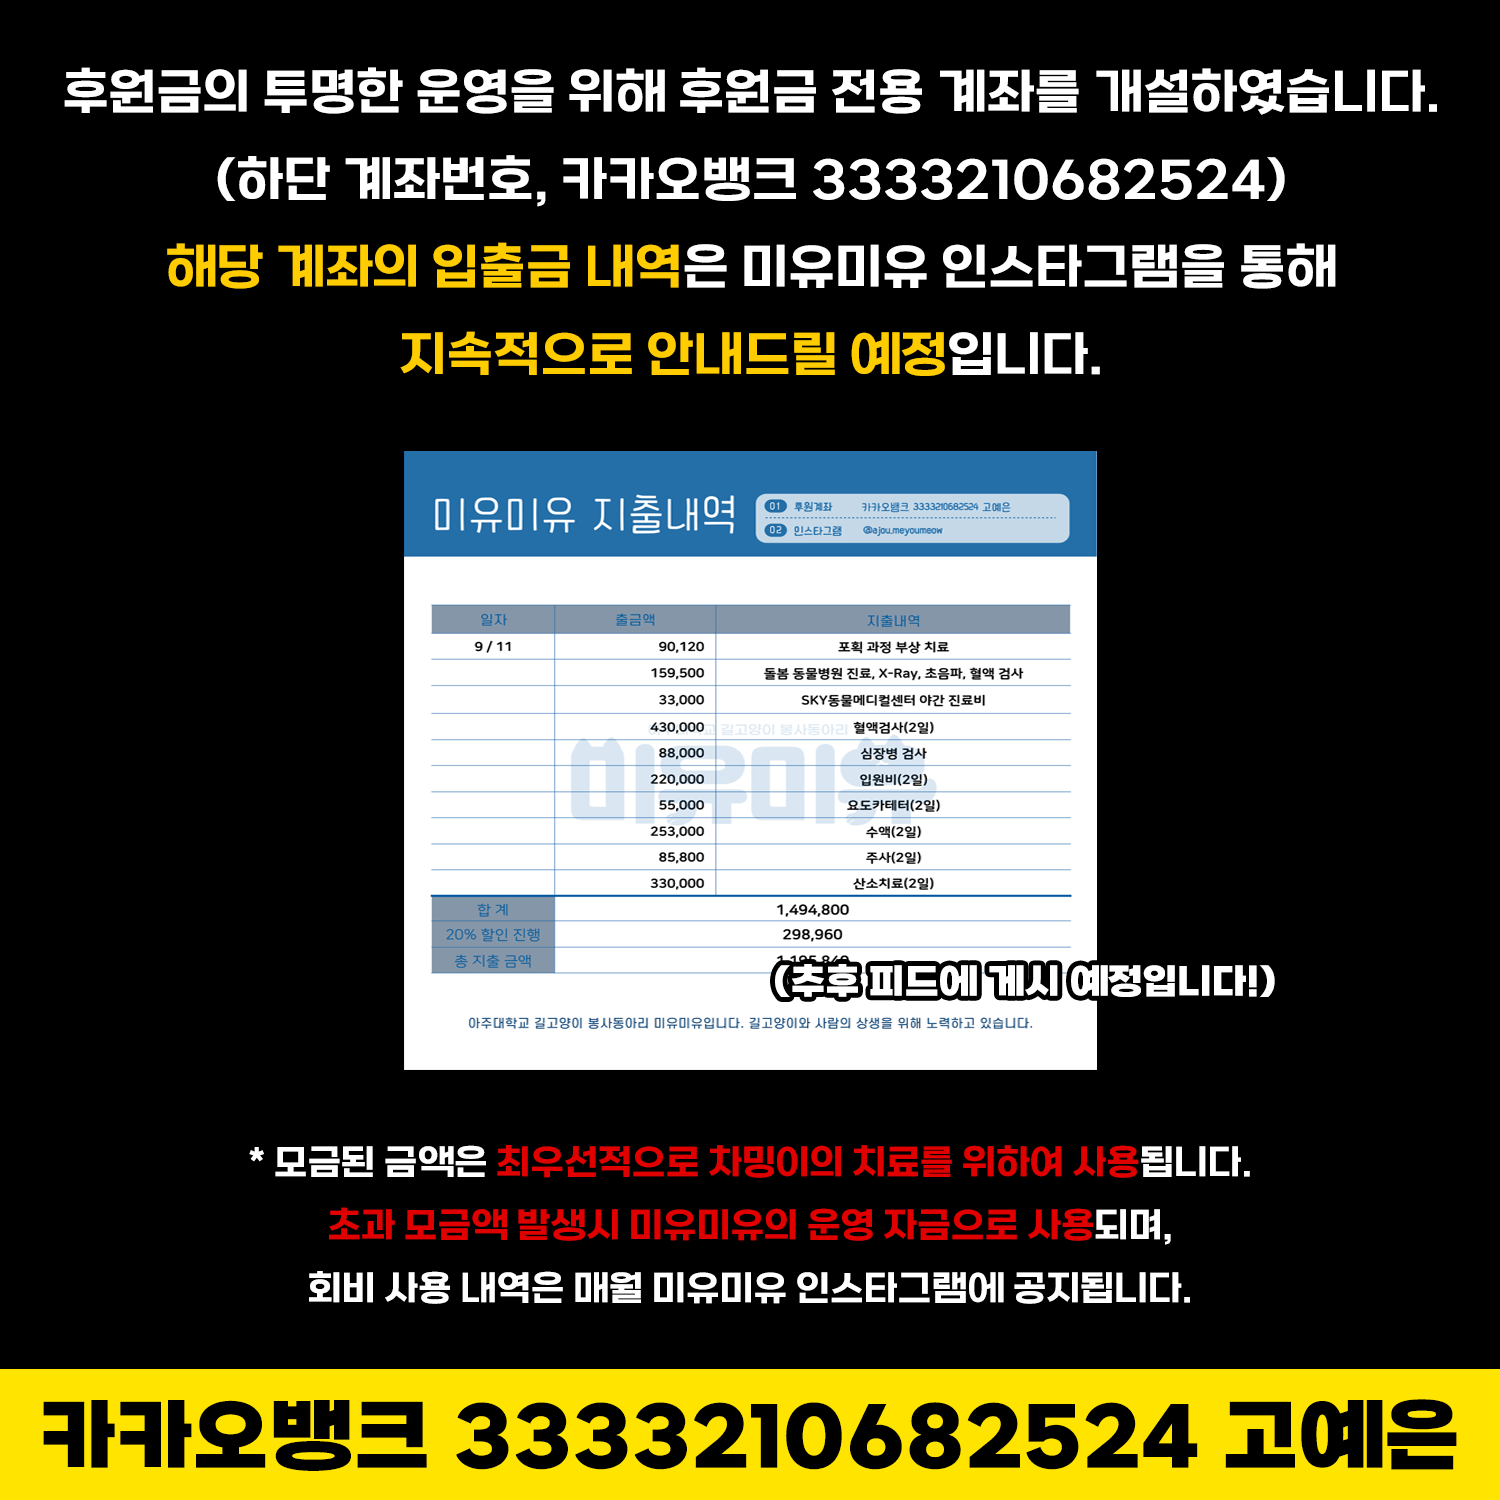 후원금의 투명한 운영을 위해 후원금 전용 계좌를 개설하였습니다.
(하단 계좌번호, 카카오뱅크 3333210682524)
해당 계좌의 입출금 내역은 미유미유 인스타그램을 통해
지속적으로 안내드릴 예정입니다.
미유미유 지출내역
01 후원계좌 카카오뱅크 3333210682524 고예은
02 인스타그램 @ajou.meyoumeow
일자 출금액 지출내역
9 / 11 90,120 포획 과정 부상 치료
159,500 돌봄 동물병원 진료, X-Ray, 초음파, 혈액 검사
33,000 SKY동물메디컬센터 야간 진료비
430,000 혈액검사(2일)
길고양이 봉사동아리
미유미유
88,000 심장병 검사
220,000 입원비(2일)
55,000 요도카테터(2일)
253,000 수액(2일)
85,800 주사(2일)
330,000 산소치료(2일)
합 계 1,494,800
20% 할인 진행 298,960
총 지출 금액 1,195,840
(추후 피드에 게시 예정입니다!)
아주대학교 길고양이 봉사동아리 미유미유입니다. 길고양이와 사람의 상생을 위해 노력하고 있습니다.
* 모금된 금액은 최우선적으로 차밍이의 치료를 위하여 사용됩니다.
초과 모금액 발생시 미유미유의 운영 자금으로 사용되며,
회비 사용 내역은 매월 미유미유 인스타그램에 공지됩니다.
카카오뱅크 3333210682524 고예은